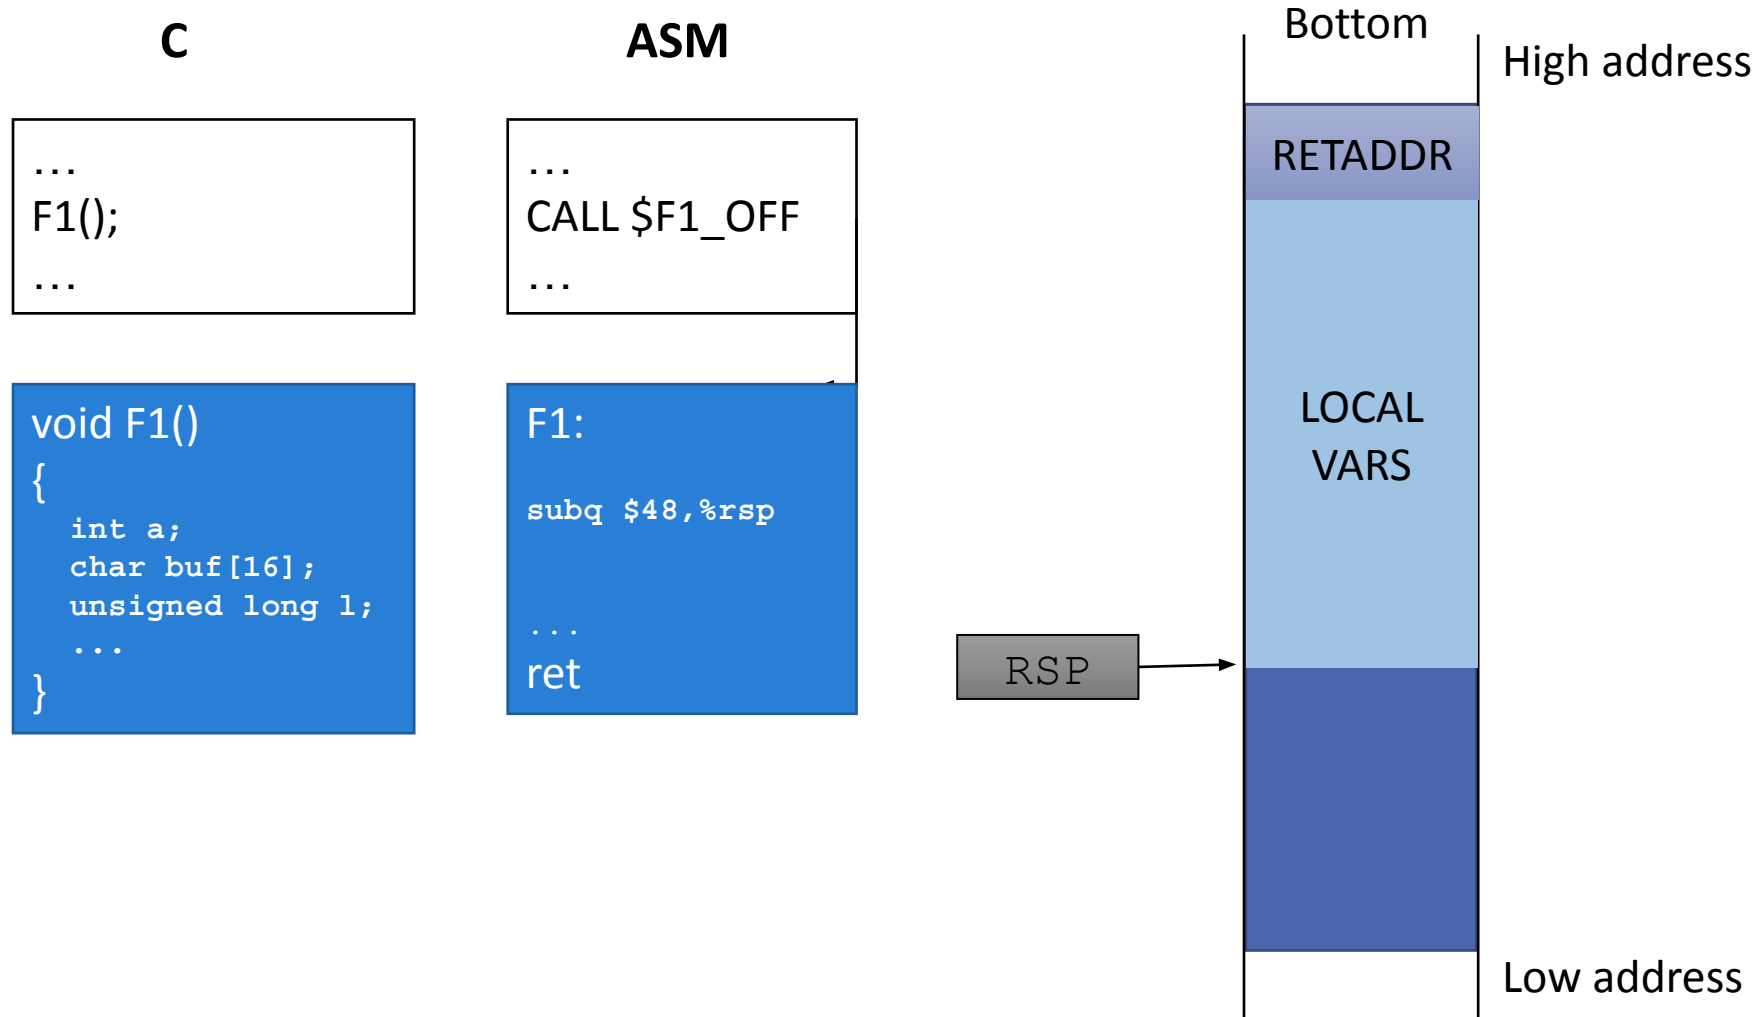 C
…
F1();
…
void F1()
{
int a;
char buf[16];
unsigned long l;
...
}
ASM
…
CALL $F1_OFF
…
F1:
subq $48,%rsp
...
ret
RSP
Bottom
High address
RETADDR
LOCAL
VARS
Low address